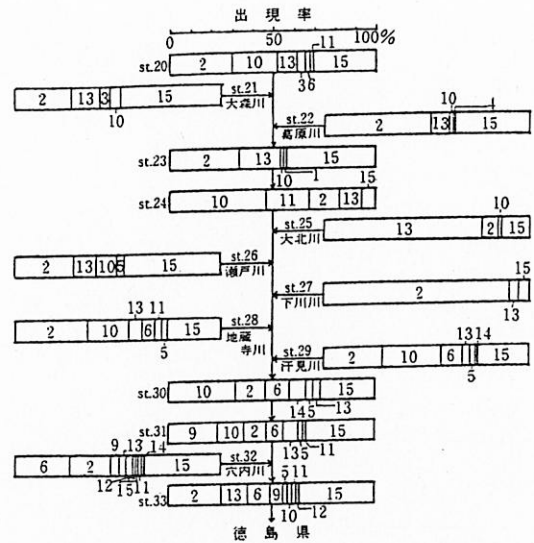 出現率
0 50 100%
11
st.20 2 10 13 15
36
st.21
2 13 3 15
大森川
10
10 1
st.22
2 13 15
葛原川
st.23 2 13 15
10 1
15
st.24 10 11 2 13
10
st.25
13 2 15
大北川
st.26
2 13 10 5 15
瀬戸川
15
st.27
2
下川川
13
13 11
st.28
2 10 6 15
地蔵
寺川
5
13 14
st.29
2 10 6 15
汗見川
5
st.30 10 2 6 15
14 5 13
st.31 9 10 2 6 15
13 5 11
9 13 14
st.32
6 2 15
穴内川
12 15 11
5 11
st.33 2 13 6 9 15
10 12
徳島県